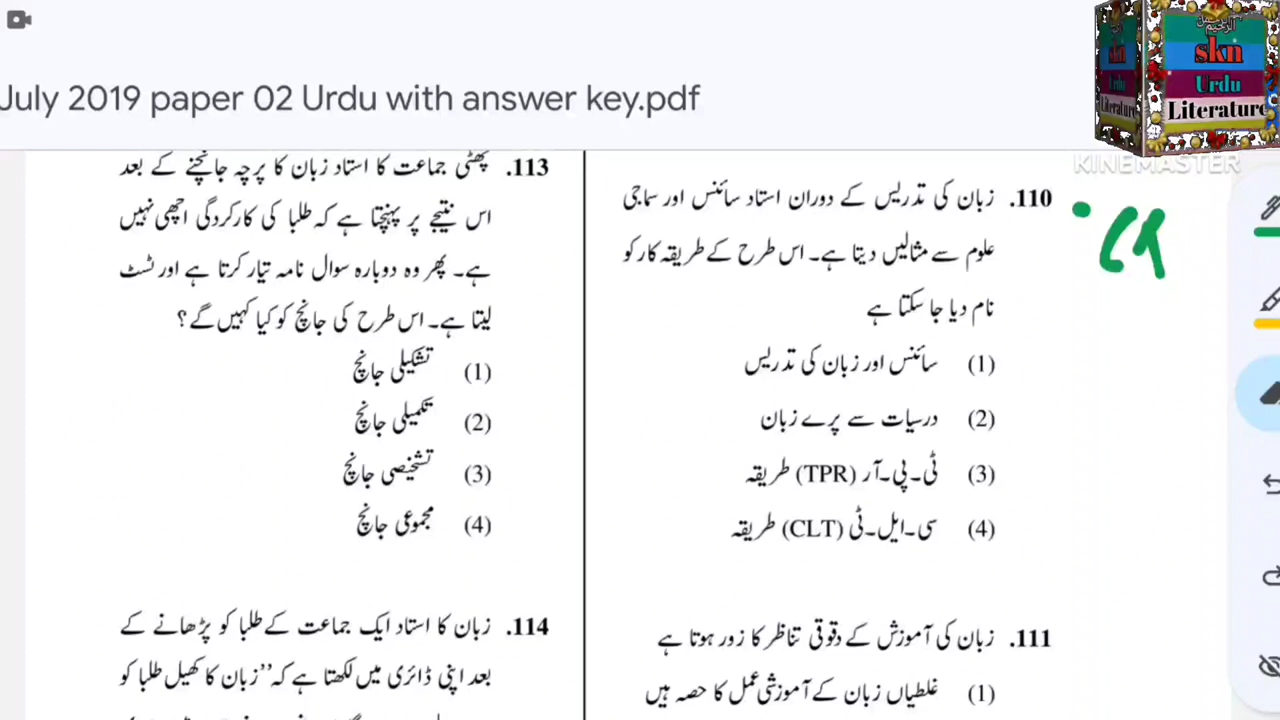 July 2019 paper 02 Urdu with answer key.pdf
skn
Urdu
Literature
KINEMASTER
110. زبان کی تدریس کے دوران استاد سائنس اور سماجی
علوم سے مثالیں دیتا ہے۔ اس طرح کے طریقہ کار کو
نام دیا جا سکتا ہے
(1) سائنس اور زبان کی تدریس
(2) درسیات سے پرے زبان
(3) ٹی۔پی۔آر (TPR) طریقہ
(4) سی۔ایل۔ٹی (CLT) طریقہ
111. زبان کی آموزش کے وقوفی تناظر کا زور ہوتا ہے
(1) غلطیاں زبان کے آموزشی عمل کا حصہ ہیں
113. چھٹی جماعت کا استاد زبان کا پرچہ جانچنے کے بعد
اس نتیجے پر پہنچتا ہے کہ طلبا کی کارکردگی اچھی نہیں
ہے۔ پھر وہ دوبارہ سوال نامہ تیار کرتا ہے اور ٹسٹ
لیتا ہے۔ اس طرح کی جانچ کو کیا کہیں گے؟
(1) تشکیلی جانچ
(2) تکمیلی جانچ
(3) تشخیصی جانچ
(4) مجموعی جانچ
114. زبان کا استاد ایک جماعت کے طلبا کو پڑھانے کے
بعد اپنی ڈائری میں لکھتا ہے کہ ”زبان کا کھیل طلبا کو